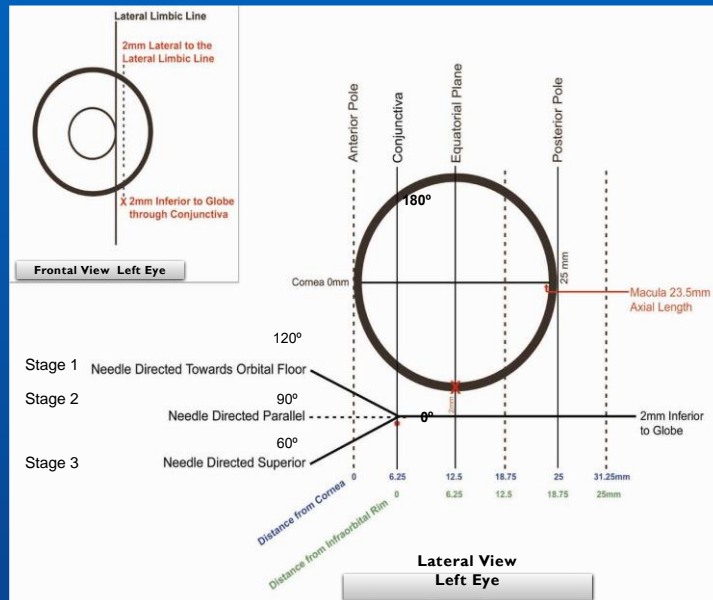 Lateral Limbic Line
2mm Lateral to the
Lateral Limbic Line
X 2mm Inferior to Globe
through Conjunctiva
Frontal View Left Eye
Anterior Pole
Conjunctiva
Equatorial Plane
Posterior Pole
180º
Cornea 0mm
25 mm
Macula 23.5mm
Axial Length
120º
Stage 1
Needle Directed Towards Orbital Floor
Stage 2
90º
Needle Directed Parallel
0º
2mm
2mm Inferior
to Globe
60º
Stage 3
Needle Directed Superior
Distance from Cornea 0 6.25 12.5 18.75 25 31.25mm
Distance from Infraorbital Rim 0 6.25 12.5 18.75 25mm
Lateral View
Left Eye